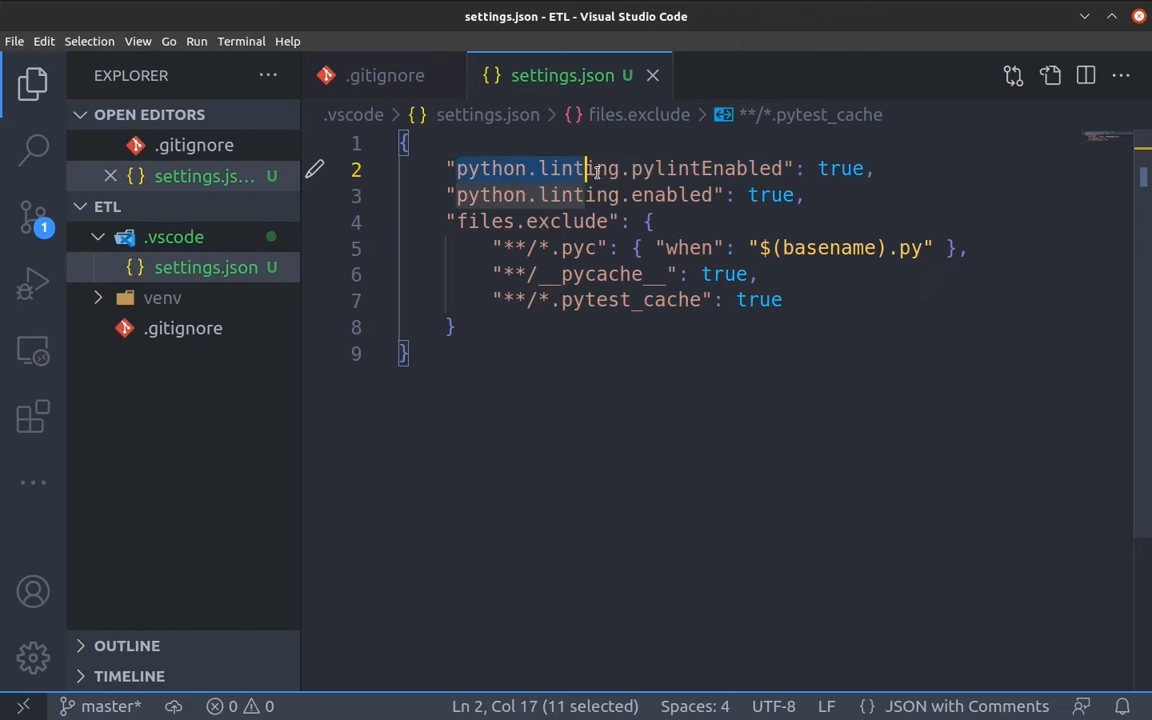 settings.json - ETL - Visual Studio Code
File Edit Selection View Go Run Terminal Help
EXPLORER
OPEN EDITORS
.gitignore
settings.js... U
ETL
.vscode
settings.json U
venv
.gitignore
OUTLINE
TIMELINE
1
.gitignore
settings.json U
.vscode > {} settings.json > {} files.exclude > **/*.pytest_cache
1 {
2 "python.linting.pylintEnabled": true,
3 "python.linting.enabled": true,
4 "files.exclude": {
5 "**/*.pyc": { "when": "$(basename).py" },
6 "**/__pycache__": true,
7 "**/*.pytest_cache": true
8 }
9 }
master* 0 0 Ln 2, Col 17 (11 selected) Spaces: 4 UTF-8 LF {} JSON with Comments